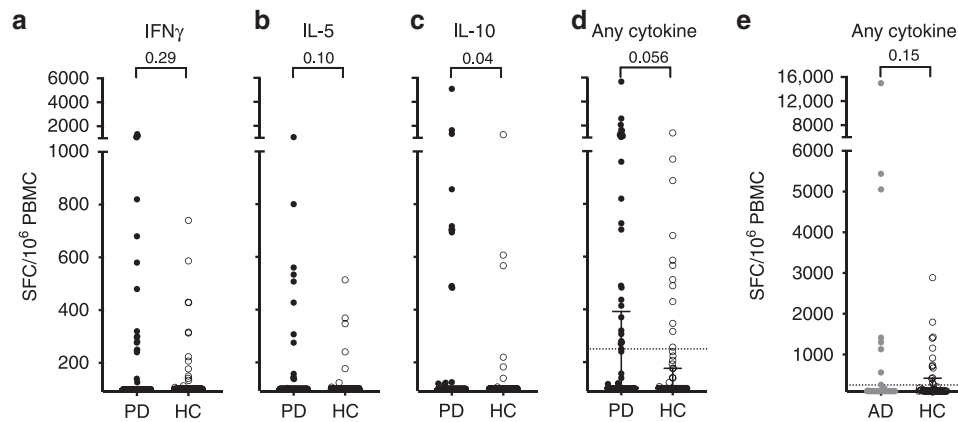 a
IFNγ
0.29
SFC/10⁶ PBMC
6000
4000
2000
1000
800
600
400
200
PD HC
b
IL-5
0.10
PD HC
c
IL-10
0.04
PD HC
d
Any cytokine
0.056
PD HC
e
Any cytokine
0.15
SFC/10⁶ PBMC
16,000
12,000
8000
6000
4000
3000
2000
1000
AD HC